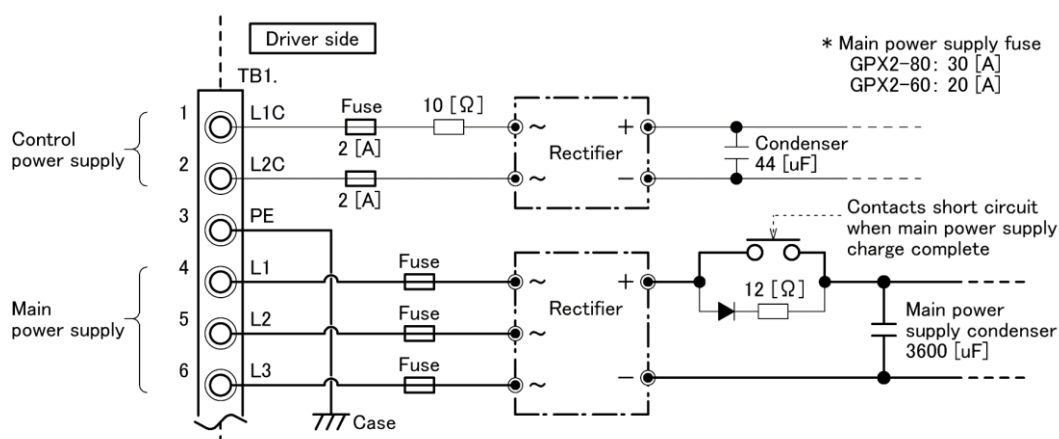 Driver side
* Main power supply fuse
GPX2-80: 30 [A]
GPX2-60: 20 [A]
TB1.
Control
power supply
1
L1C
Fuse
2 [A]
10 [Ω]
2
L2C
2 [A]
~
~
Rectifier
+
−
Condenser
44 [uF]
3
PE
Contacts short circuit
when main power supply
charge complete
Main
power supply
4
L1
Fuse
5
L2
Fuse
6
L3
Fuse
~
~
~
Rectifier
+
−
12 [Ω]
Main power
supply condenser
3600 [uF]
Case